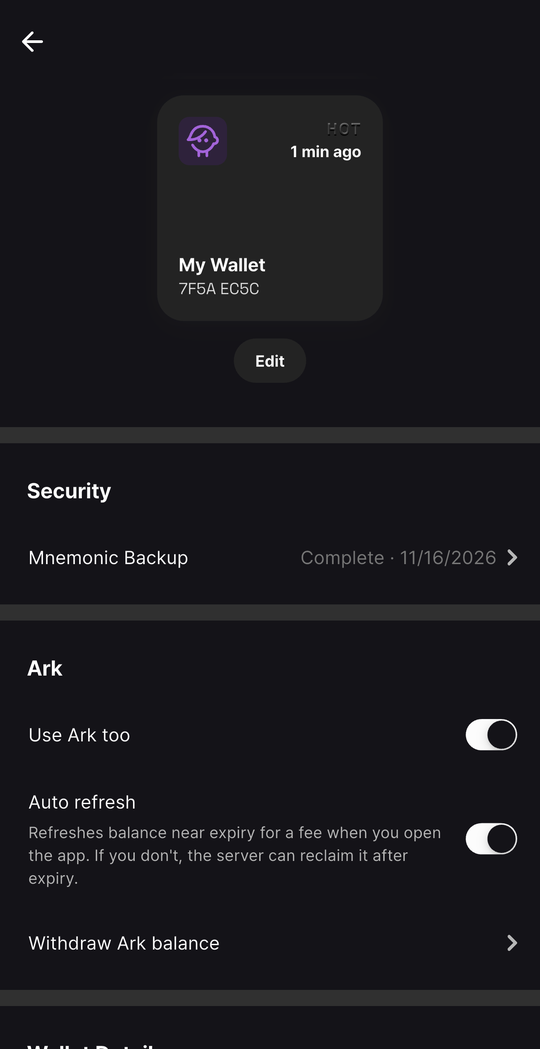 HOT
1 min ago
My Wallet
7F5A EC5C
Edit
Security
Mnemonic Backup
Complete · 11/16/2026
Ark
Use Ark too
Auto refresh
Refreshes balance near expiry for a fee when you open
the app. If you don't, the server can reclaim it after
expiry.
Withdraw Ark balance